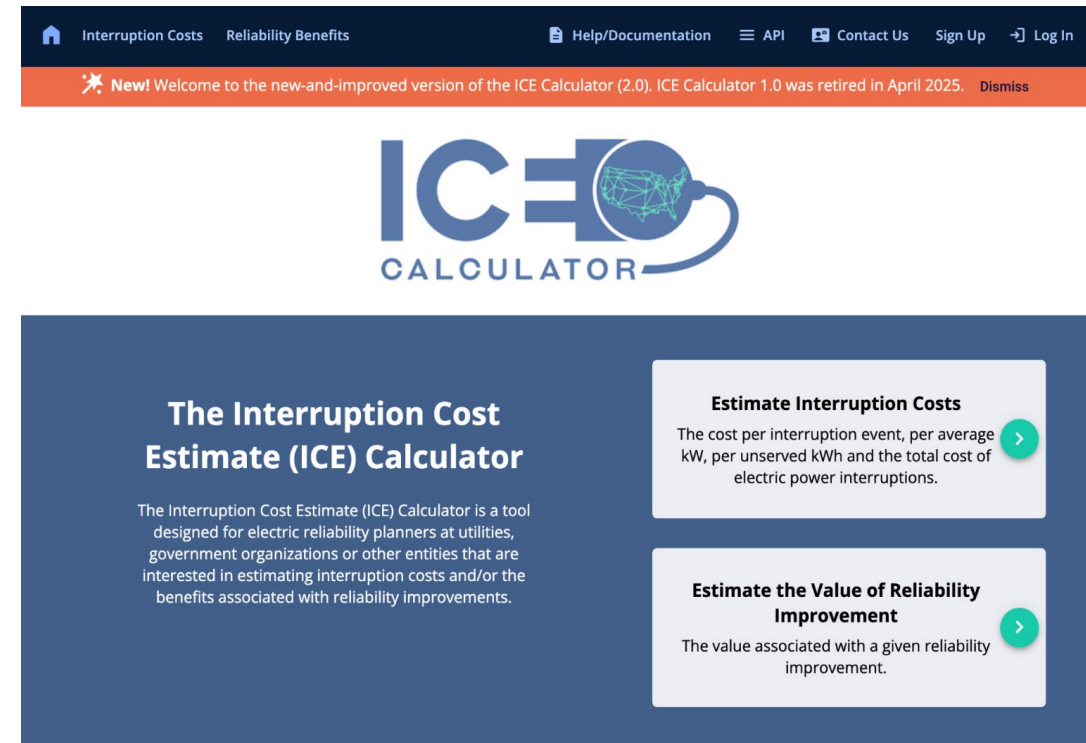 Interruption Costs Reliability Benefits Help/Documentation API Contact Us Sign Up Log In
New! Welcome to the new-and-improved version of the ICE Calculator (2.0). ICE Calculator 1.0 was retired in April 2025. Dismiss
ICE
CALCULATOR
The Interruption Cost
Estimate (ICE) Calculator
The Interruption Cost Estimate (ICE) Calculator is a tool
designed for electric reliability planners at utilities,
government organizations or other entities that are
interested in estimating interruption costs and/or the
benefits associated with reliability improvements.
Estimate Interruption Costs
The cost per interruption event, per average
kW, per unserved kWh and the total cost of
electric power interruptions.
Estimate the Value of Reliability
Improvement
The value associated with a given reliability
improvement.